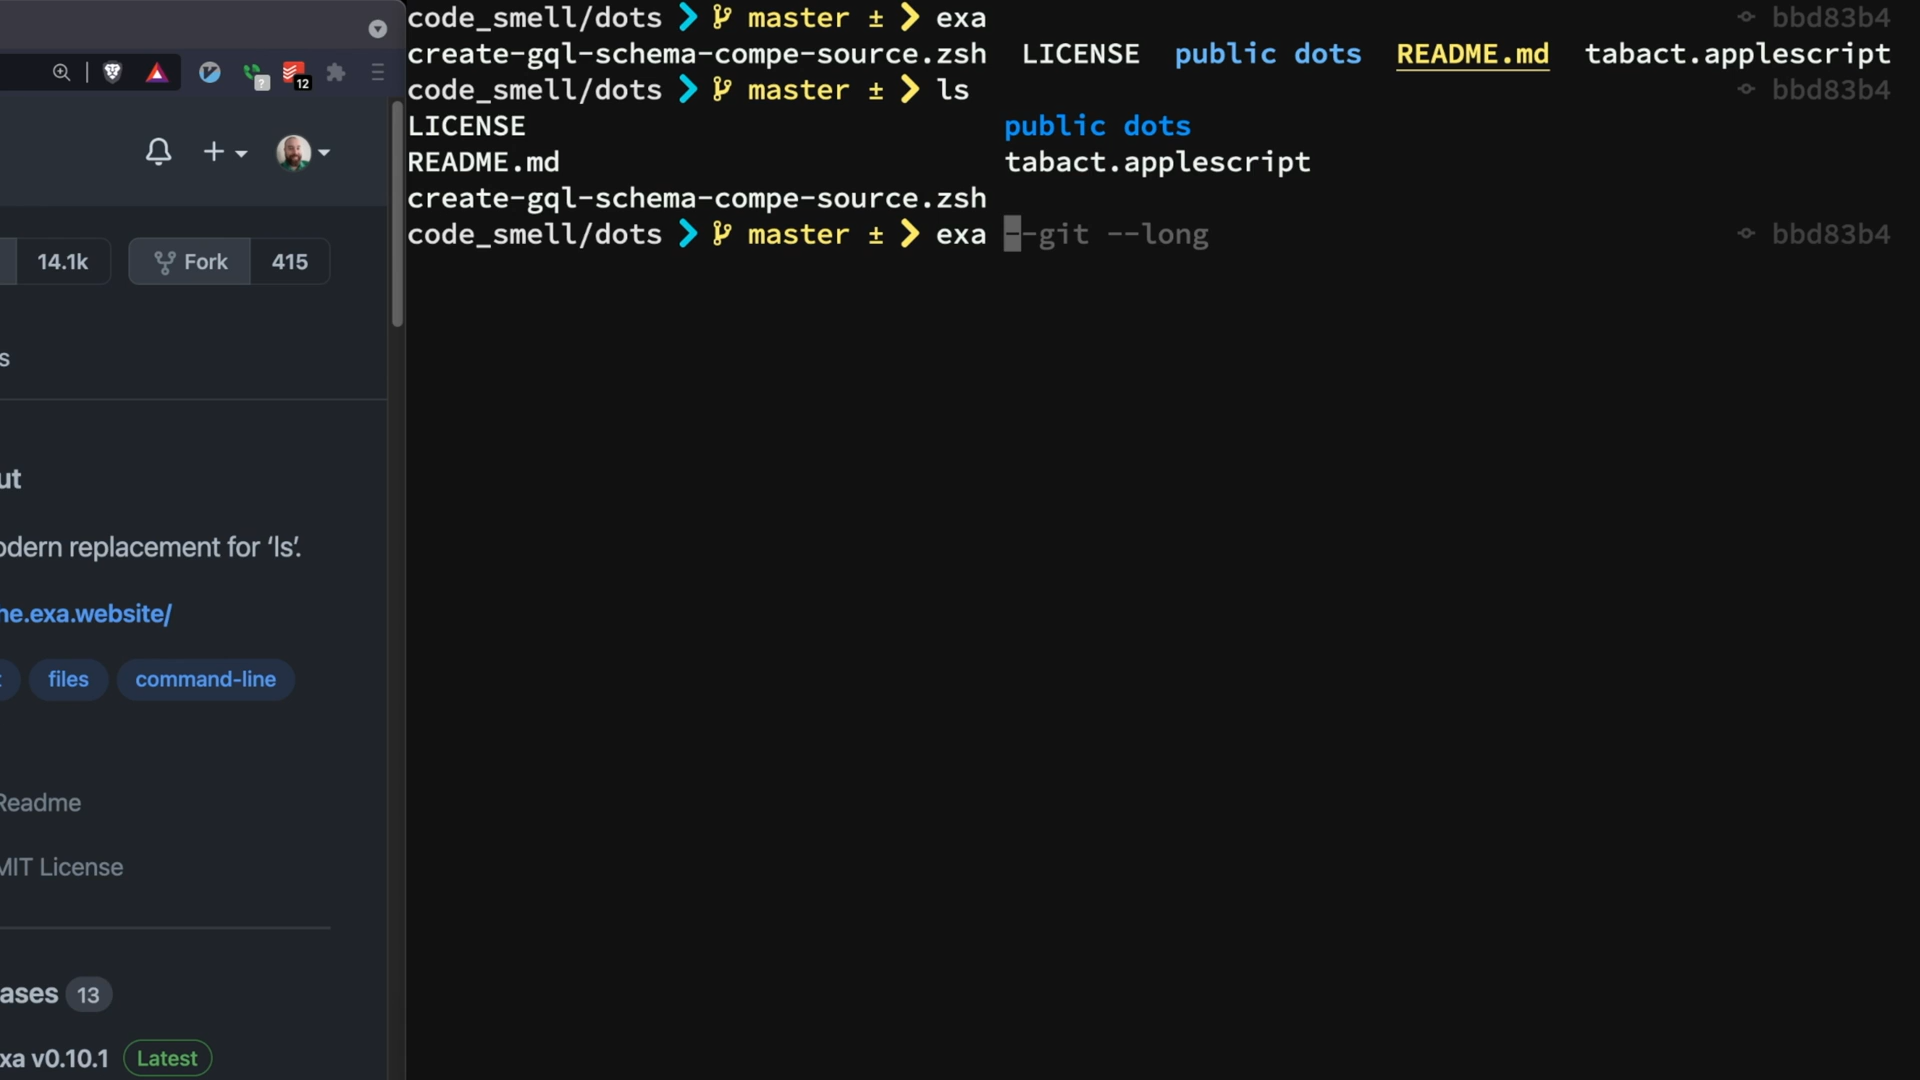 12
14.1k
Fork 415
s
ut
odern replacement for ‘ls’.
ne.exa.website/
files command-line
Readme
MIT License
ases 13
xa v0.10.1 Latest
code_smell/dots master ± exa bbd83b4
create-gql-schema-compe-source.zsh LICENSE public dots README.md tabact.applescript
code_smell/dots master ± ls bbd83b4
LICENSE public dots
README.md tabact.applescript
create-gql-schema-compe-source.zsh
code_smell/dots master ± exa --git --long bbd83b4